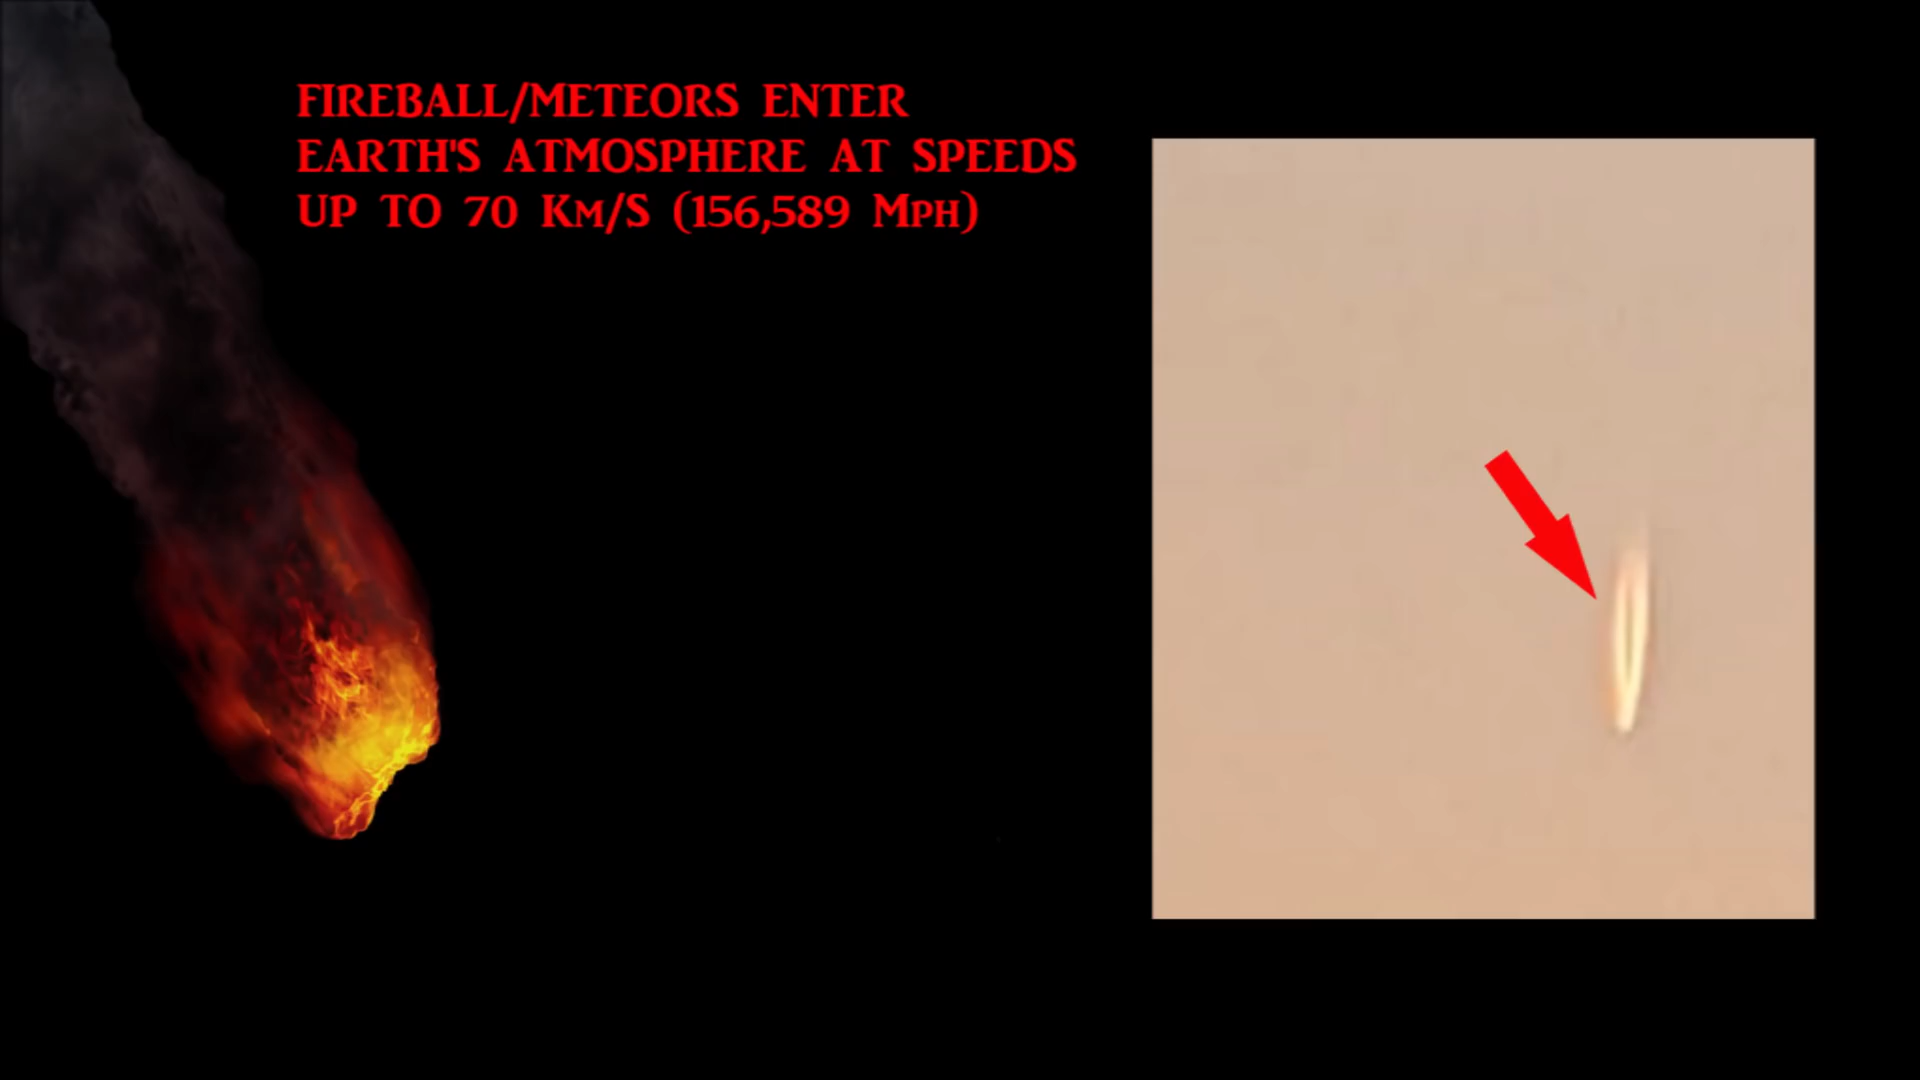 FIREBALL/METEORS ENTER
EARTH'S ATMOSPHERE AT SPEEDS
UP TO 70 KM/S (156,589 MPH)